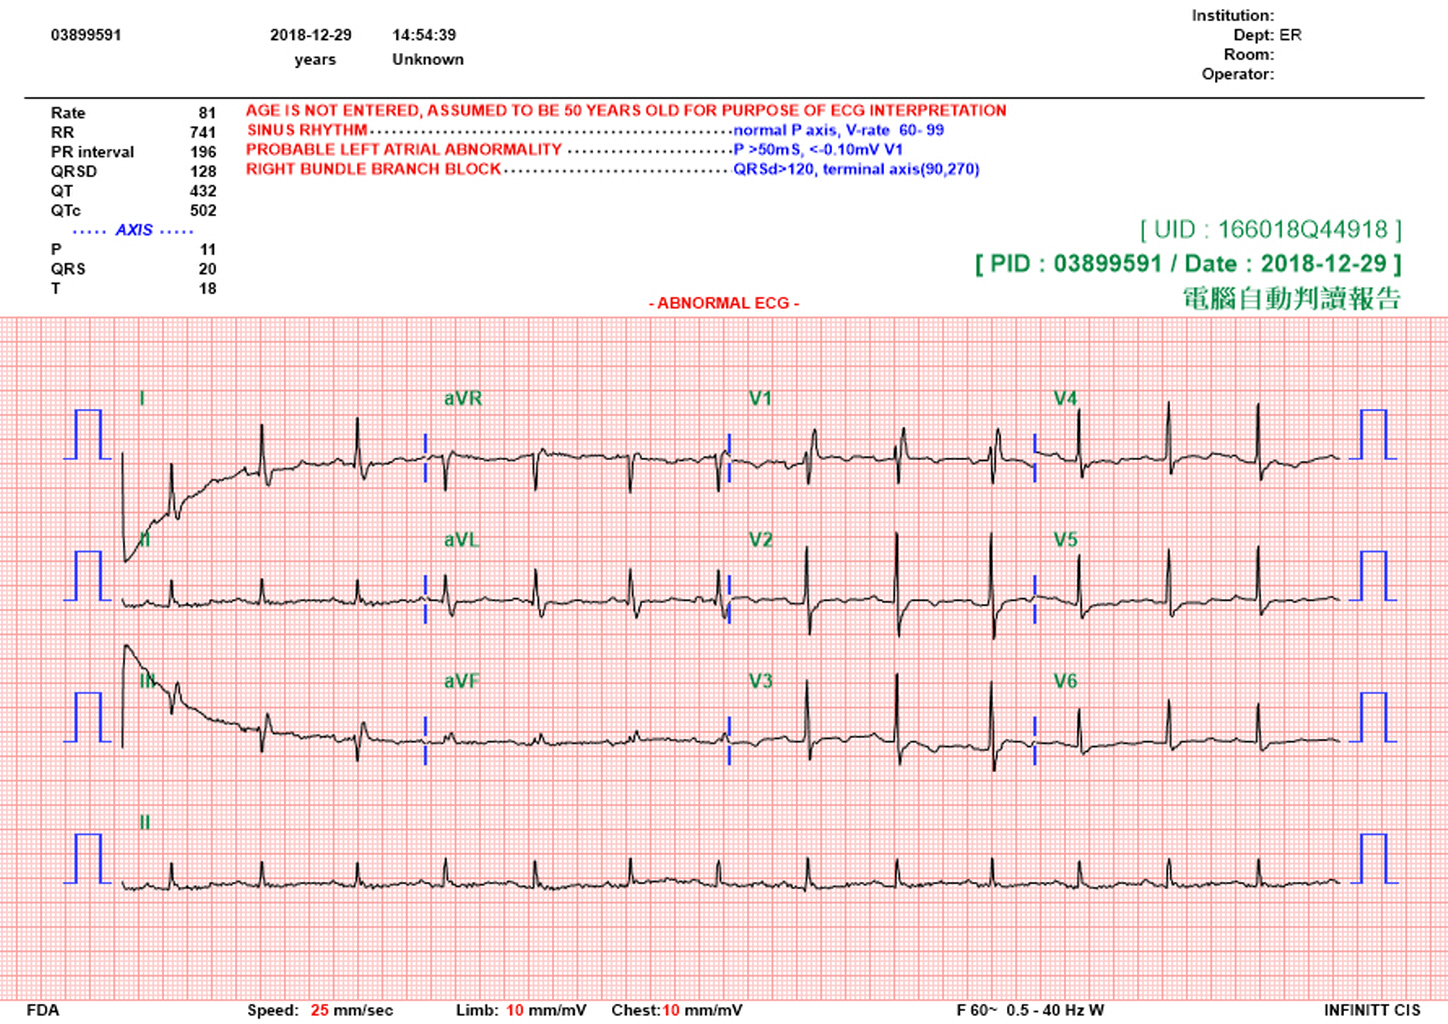 Institution:
03899591 2018-12-29 14:54:39 Dept: ER
years Unknown Room:
Operator:
Rate 81 AGE IS NOT ENTERED, ASSUMED TO BE 50 YEARS OLD FOR PURPOSE OF ECG INTERPRETATION
RR 741 SINUS RHYTHM normal P axis, V-rate 60- 99
PR interval 196 PROBABLE LEFT ATRIAL ABNORMALITY P >50mS, <-0.10mV V1
QRSD 128 RIGHT BUNDLE BRANCH BLOCK QRSd>120, terminal axis(90,270)
QT 432
QTc 502
····· AXIS ·····
[ UID : 166018Q44918 ]
P 11
QRS 20
[ PID : 03899591 / Date : 2018-12-29 ]
T 18
電腦自動判讀報告
- ABNORMAL ECG -
I aVR V1 V4
II aVL V2 V5
III aVF V3 V6
II
FDA Speed: 25 mm/sec Limb: 10 mm/mV Chest:10 mm/mV F 60~ 0.5 - 40 Hz W INFINITT CIS